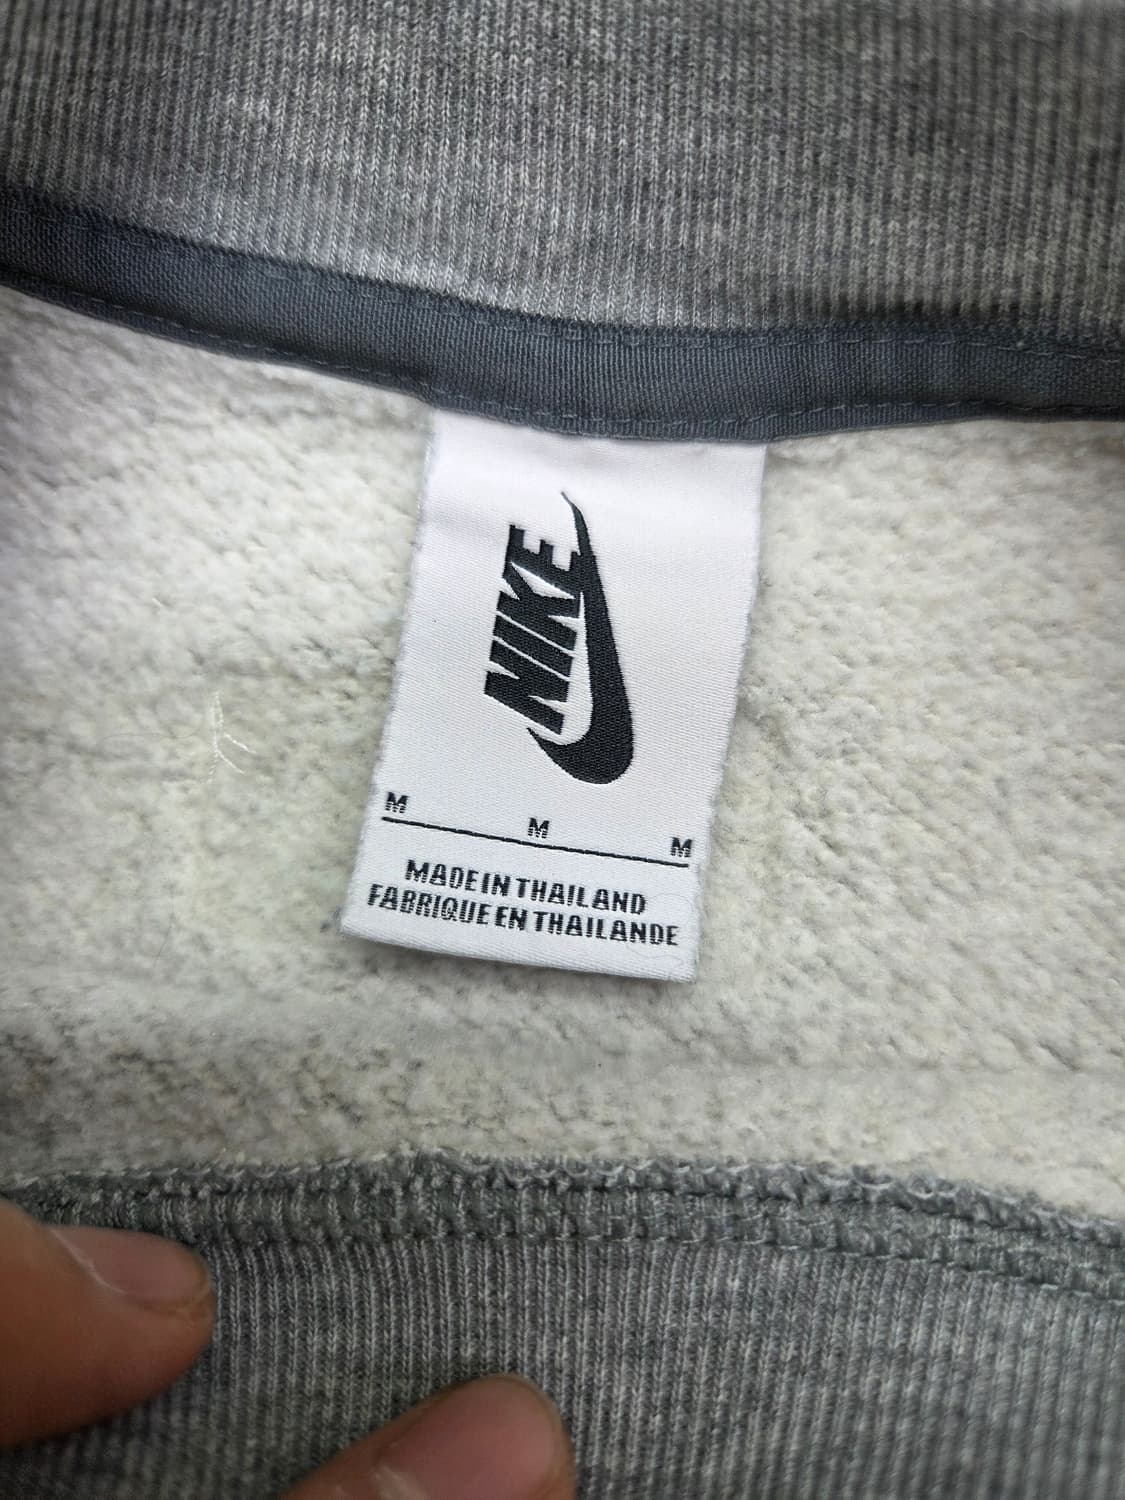 NIKE
M M M
MADE IN THAILAND
FABRIQUE EN THAILANDE